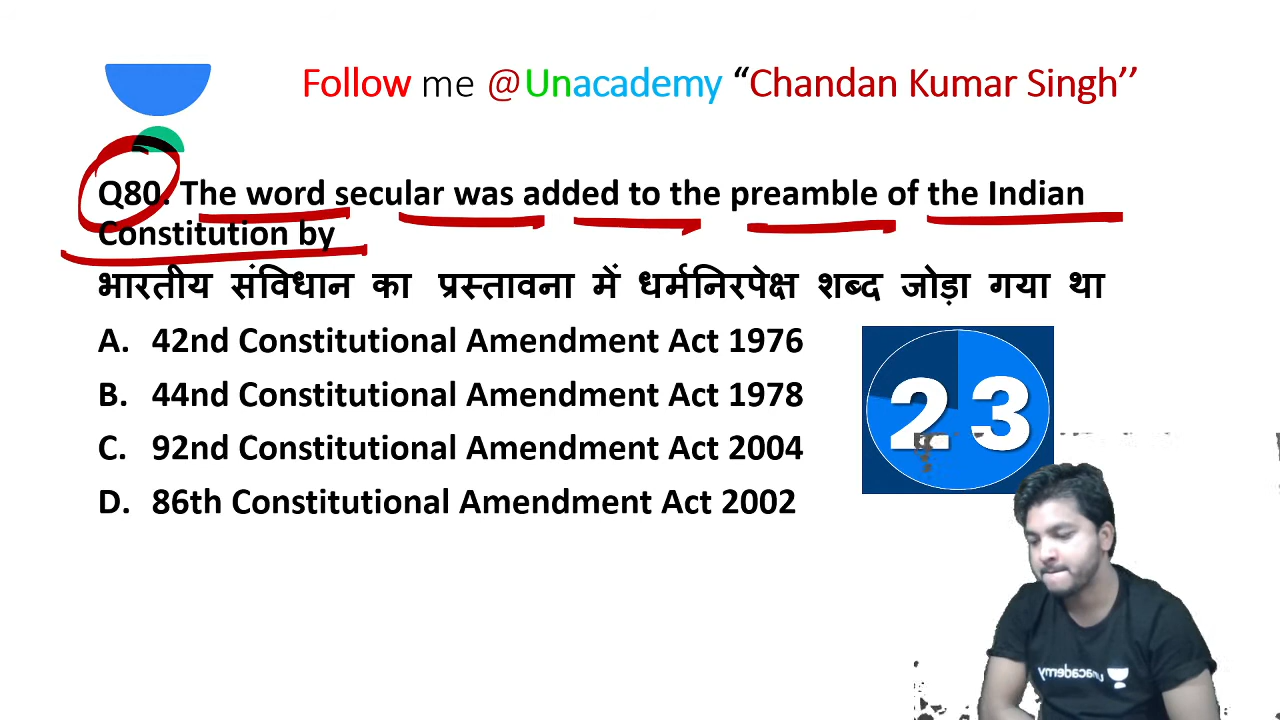 Follow me @Unacademy “Chandan Kumar Singh’’
Q80. The word secular was added to the preamble of the Indian
Constitution by
भारतीय संविधान का प्रस्तावना में धर्मनिरपेक्ष शब्द जोड़ा गया था
A. 42nd Constitutional Amendment Act 1976
B. 44nd Constitutional Amendment Act 1978
23
C. 92nd Constitutional Amendment Act 2004
D. 86th Constitutional Amendment Act 2002
unacademy